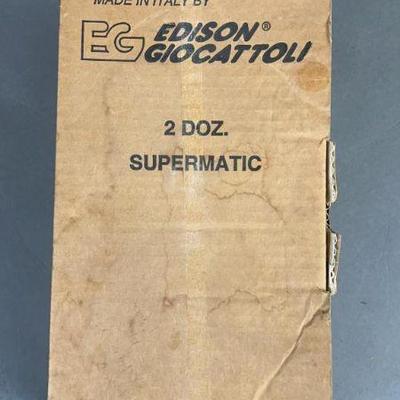 MADE IN ITALY BY
EG EDISON®
GIOCATTOLI
2 DOZ.
SUPERMATIC